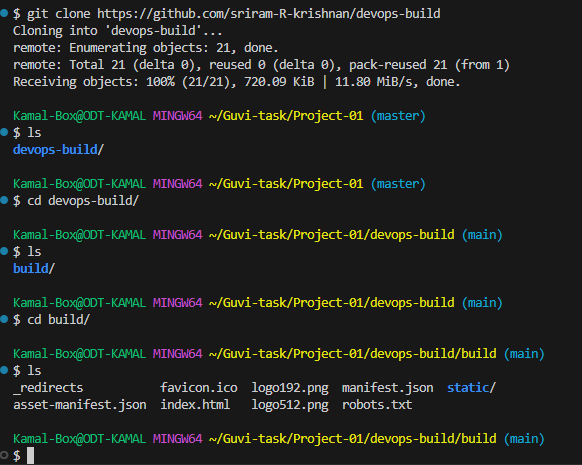 $ git clone https://github.com/sriram-R-krishnan/devops-build
Cloning into 'devops-build'...
remote: Enumerating objects: 21, done.
remote: Total 21 (delta 0), reused 0 (delta 0), pack-reused 21 (from 1)
Receiving objects: 100% (21/21), 720.09 KiB | 11.80 MiB/s, done.
Kamal-Box@ODT-KAMAL MINGW64 ~/Guvi-task/Project-01 (master)
$ ls
devops-build/
Kamal-Box@ODT-KAMAL MINGW64 ~/Guvi-task/Project-01 (master)
$ cd devops-build/
Kamal-Box@ODT-KAMAL MINGW64 ~/Guvi-task/Project-01/devops-build (main)
$ ls
build/
Kamal-Box@ODT-KAMAL MINGW64 ~/Guvi-task/Project-01/devops-build (main)
$ cd build/
Kamal-Box@ODT-KAMAL MINGW64 ~/Guvi-task/Project-01/devops-build/build (main)
$ ls
_redirects favicon.ico logo192.png manifest.json static/
asset-manifest.json index.html logo512.png robots.txt
Kamal-Box@ODT-KAMAL MINGW64 ~/Guvi-task/Project-01/devops-build/build (main)
$